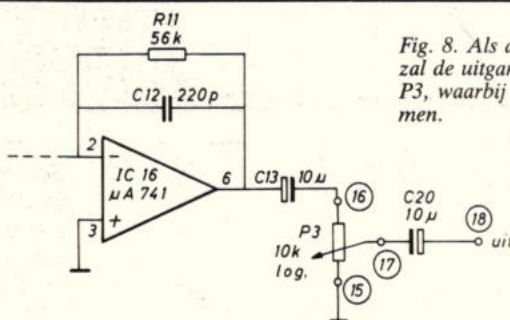 R11
56k
C12 220p
2
-
IC 16
µA 741
3
+
6
C13 10µ
16
P3
10k
log.
15
17
C20
10µ
18
uit
Fig. 8. Als
zal de uitgan
P3, waarbij
men.